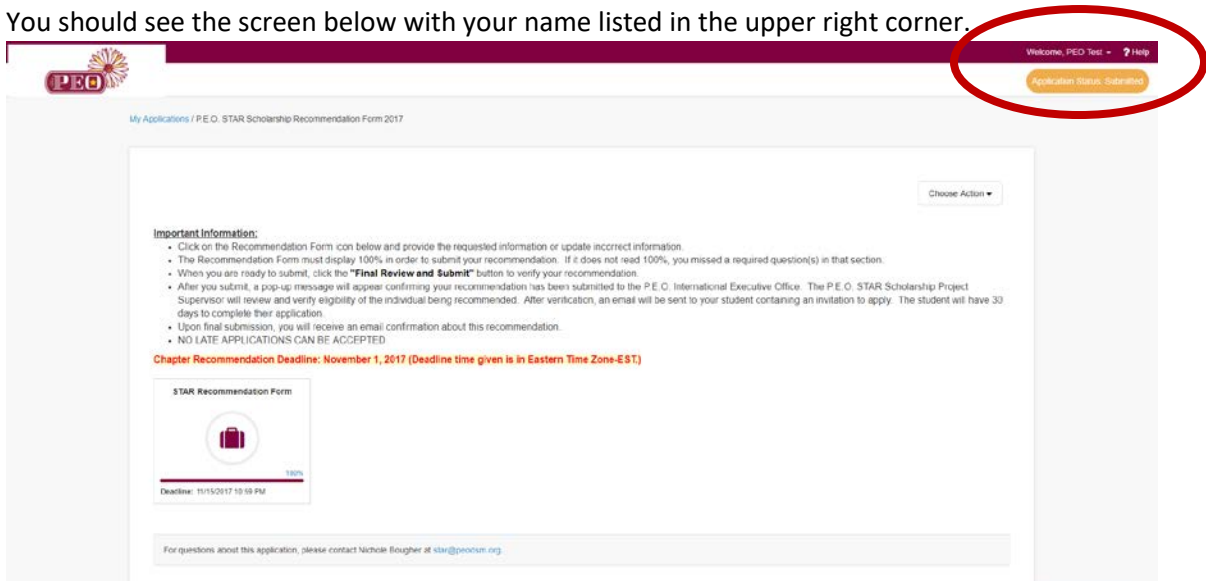 You should see the screen below with your name listed in the upper right corner.
Welcome, PEO Test ? Help
PEO
Application Status: Submitted
My Applications / P.E.O. STAR Scholarship Recommendation Form 2017
Choose Action
Important Information:
• Click on the Recommendation Form icon below and provide the requested information or update incorrect information.
• The Recommendation Form must display 100% in order to submit your recommendation. If it does not read 100%, you missed a required question(s) in that section.
• When you are ready to submit, click the "Final Review and Submit" button to verify your recommendation.
• After you submit, a pop-up message will appear confirming your recommendation has been submitted to the P.E.O. International Executive Office. The P.E.O. STAR Scholarship Project
Supervisor will review and verify eligibility of the individual being recommended. After verification, an email will be sent to your student containing an invitation to apply. The student will have 30
days to complete their application.
• Upon final submission, you will receive an email confirmation about this recommendation.
• NO LATE APPLICATIONS CAN BE ACCEPTED
Chapter Recommendation Deadline: November 1, 2017 (Deadline time given is in Eastern Time Zone-EST.)
STAR Recommendation Form
100%
Deadline: 11/15/2017 10:59 PM
For questions about this application, please contact Nichole Bougher at star@peodsm.org.